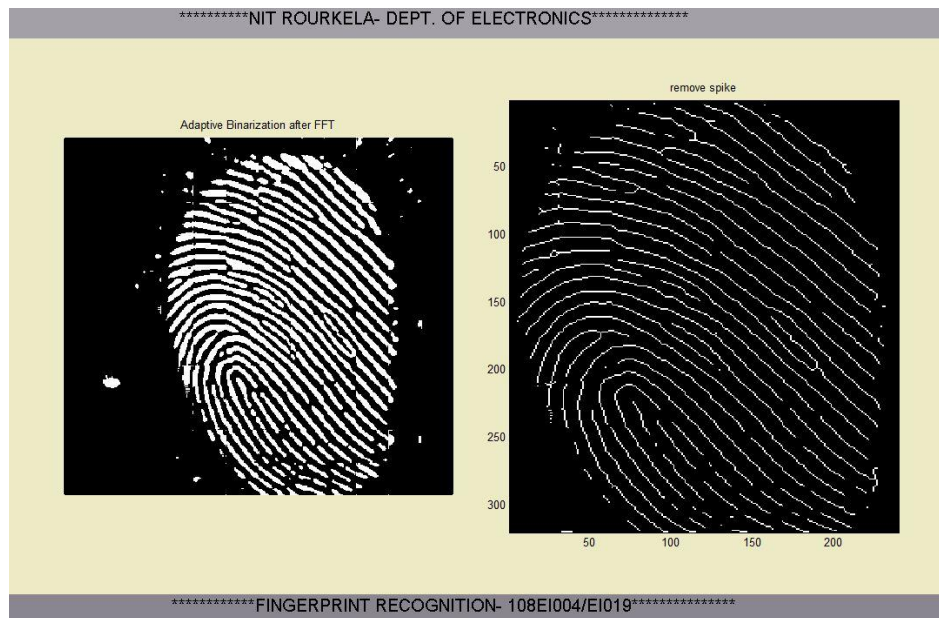 **********NIT ROURKELA- DEPT. OF ELECTRONICS**************
Adaptive Binarization after FFT
remove spike
50
100
150
200
250
300
50 100 150 200
************FINGERPRINT RECOGNITION- 108EI004/EI019***************